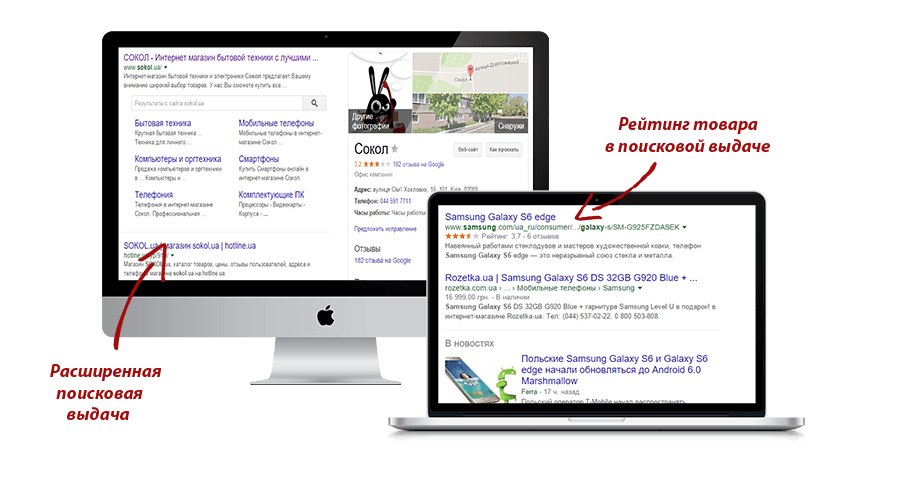 СОКОЛ - Интернет магазин бытовой техники с лучшими ...
www.sokol.ua/
Интернет-магазин бытовой техники и электроники Сокол предлагает Вашему
вниманию широкий выбор товаров. У нас Вы сможете купить все ...
Результаты с сайта sokol.ua
Бытовая техника
Крупная бытовая техника ...
Техника для личного ...
Мобильные телефоны
Мобильные телефоны в интернет-
магазине Сокол. ...
Компьютеры и оргтехника
Продажа компьютеров и оргтехники
в ... Компьютеры и ...
Смартфоны
Купить Смартфоны онлайн в
интернет-магазине Сокол.
Телефония
Телефония в интернет-магазине
Сокол. Профессиональная ...
Комплектующие ПК
Процессоры - Видеокарты -
Корпуса - ...
SOKOL.ua | магазин sokol.ua | hotline.ua
hotline.ua
Магазин SOKOL.ua, каталог товаров, цены, отзывы пользователей, адреса и
телефоны магазина sokol.ua на hotline.ua
Другие
фотографии
Сокол
вулиця Дорогожицька
Снаружи
Сокол
Веб-сайт
Как проехать
3,2 182 отзыва на Google
Офис компании
Адрес: вулиця Сім'ї Хохлових, 15, 101, Київ, 02000
Телефон: 044 591 7711
Часы работы: Часы работы
Предложить исправление
Отзывы
182 отзыва на Google
Рейтинг товара
в поисковой выдаче
Samsung Galaxy S6 edge
www.samsung.com/ua_ru/consumer/.../galaxy-s/SM-G925FZDASEK
Рейтинг: 3,7 - 6 отзывов
Навеянный работами стеклодувов и мастеров художественной ковки, телефон
Samsung Galaxy S6 edge — это неразрывный союз стекла и металла.
Rozetka.ua | Samsung Galaxy S6 DS 32GB G920 Blue + ...
rozetka.com.ua › ... › Мобильные телефоны › Samsung
16 999,00 грн. - В наличии
Samsung Galaxy S6 DS 32GB G920 Blue + гарнитура Samsung Level U в подарок! в
интернет-магазине Rozetka.ua. Тел: (044) 537-02-22, 0 800 503-808.
В новостях
Польские Samsung Galaxy S6 и Galaxy S6
edge начали обновляться до Android 6.0
Marshmallow
Ferra - 17 ч. назад
Польский оператор T-Mobile начал распространять
Расширенная
поисковая
выдача